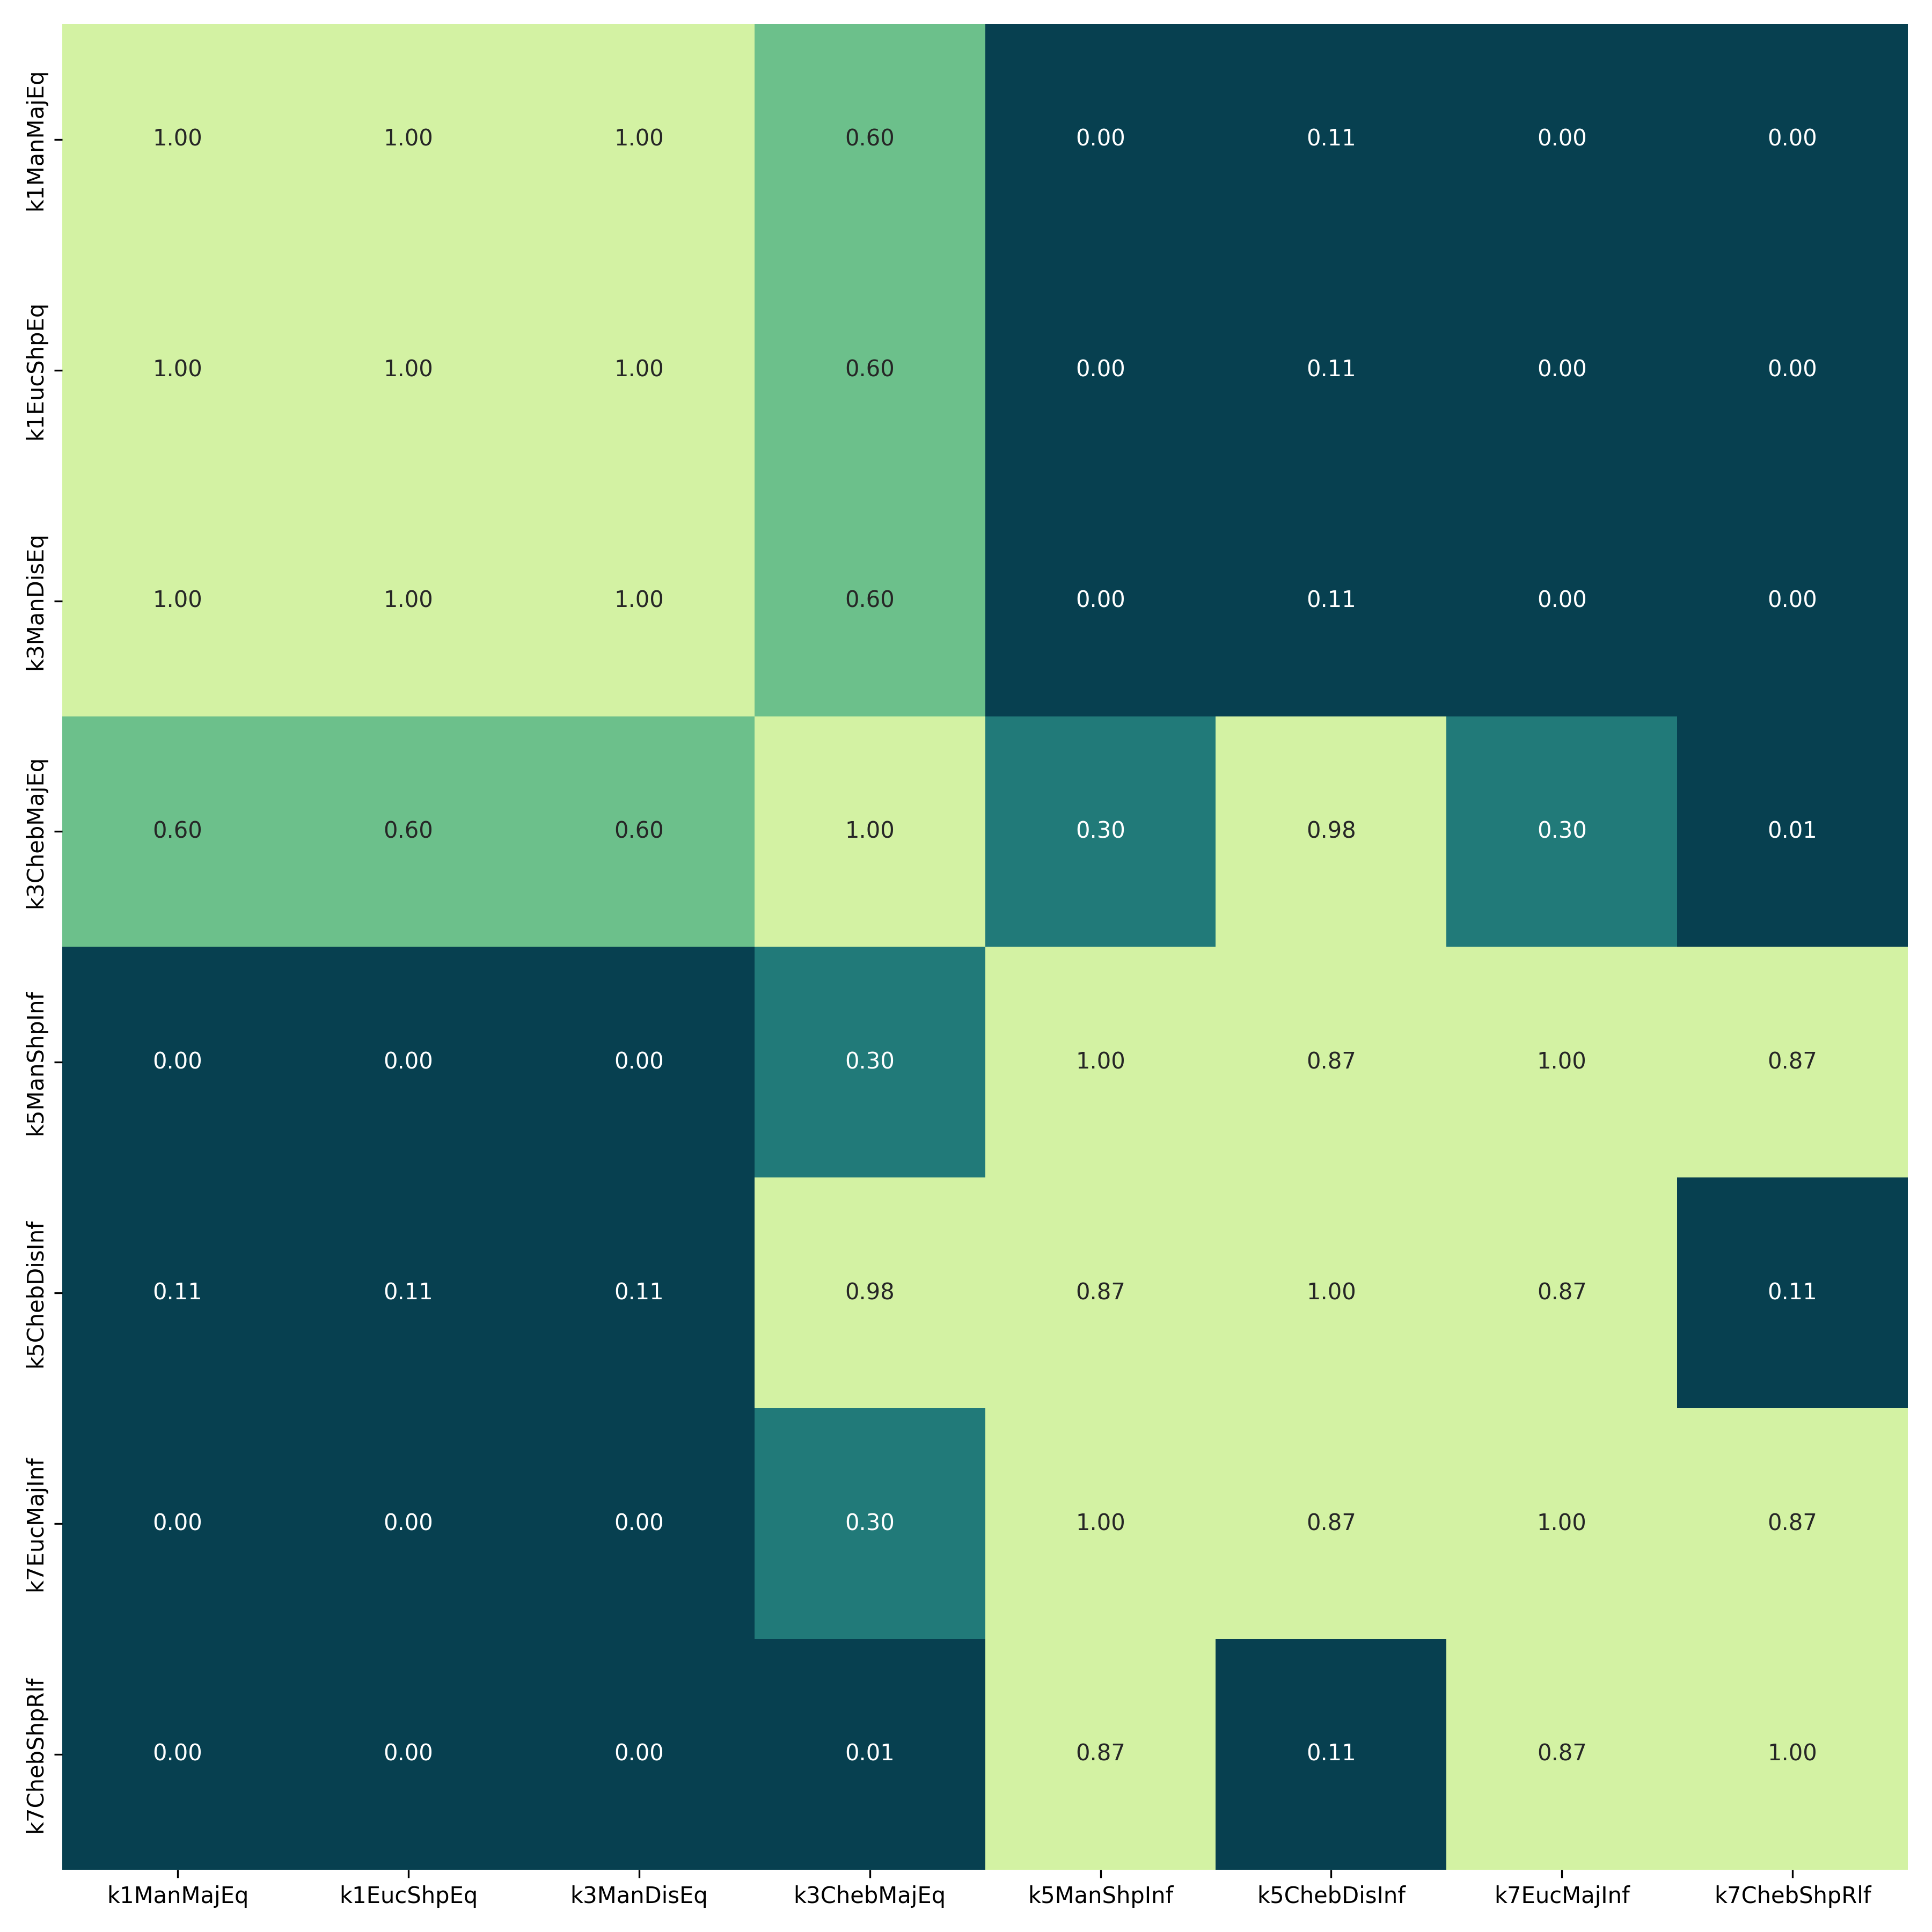 k1ManMajEq 1.00 1.00 1.00 0.60 0.00 0.11 0.00 0.00
k1EucShpEq 1.00 1.00 1.00 0.60 0.00 0.11 0.00 0.00
k3ManDisEq 1.00 1.00 1.00 0.60 0.00 0.11 0.00 0.00
k3ChebMajEq 0.60 0.60 0.60 1.00 0.30 0.98 0.30 0.01
k5ManShpInf 0.00 0.00 0.00 0.30 1.00 0.87 1.00 0.87
k5ChebDisInf 0.11 0.11 0.11 0.98 0.87 1.00 0.87 0.11
k7EucMajInf 0.00 0.00 0.00 0.30 1.00 0.87 1.00 0.87
k7ChebShpRlf 0.00 0.00 0.00 0.01 0.87 0.11 0.87 1.00
k1ManMajEq k1EucShpEq k3ManDisEq k3ChebMajEq k5ManShpInf k5ChebDisInf k7EucMajInf k7ChebShpRlf